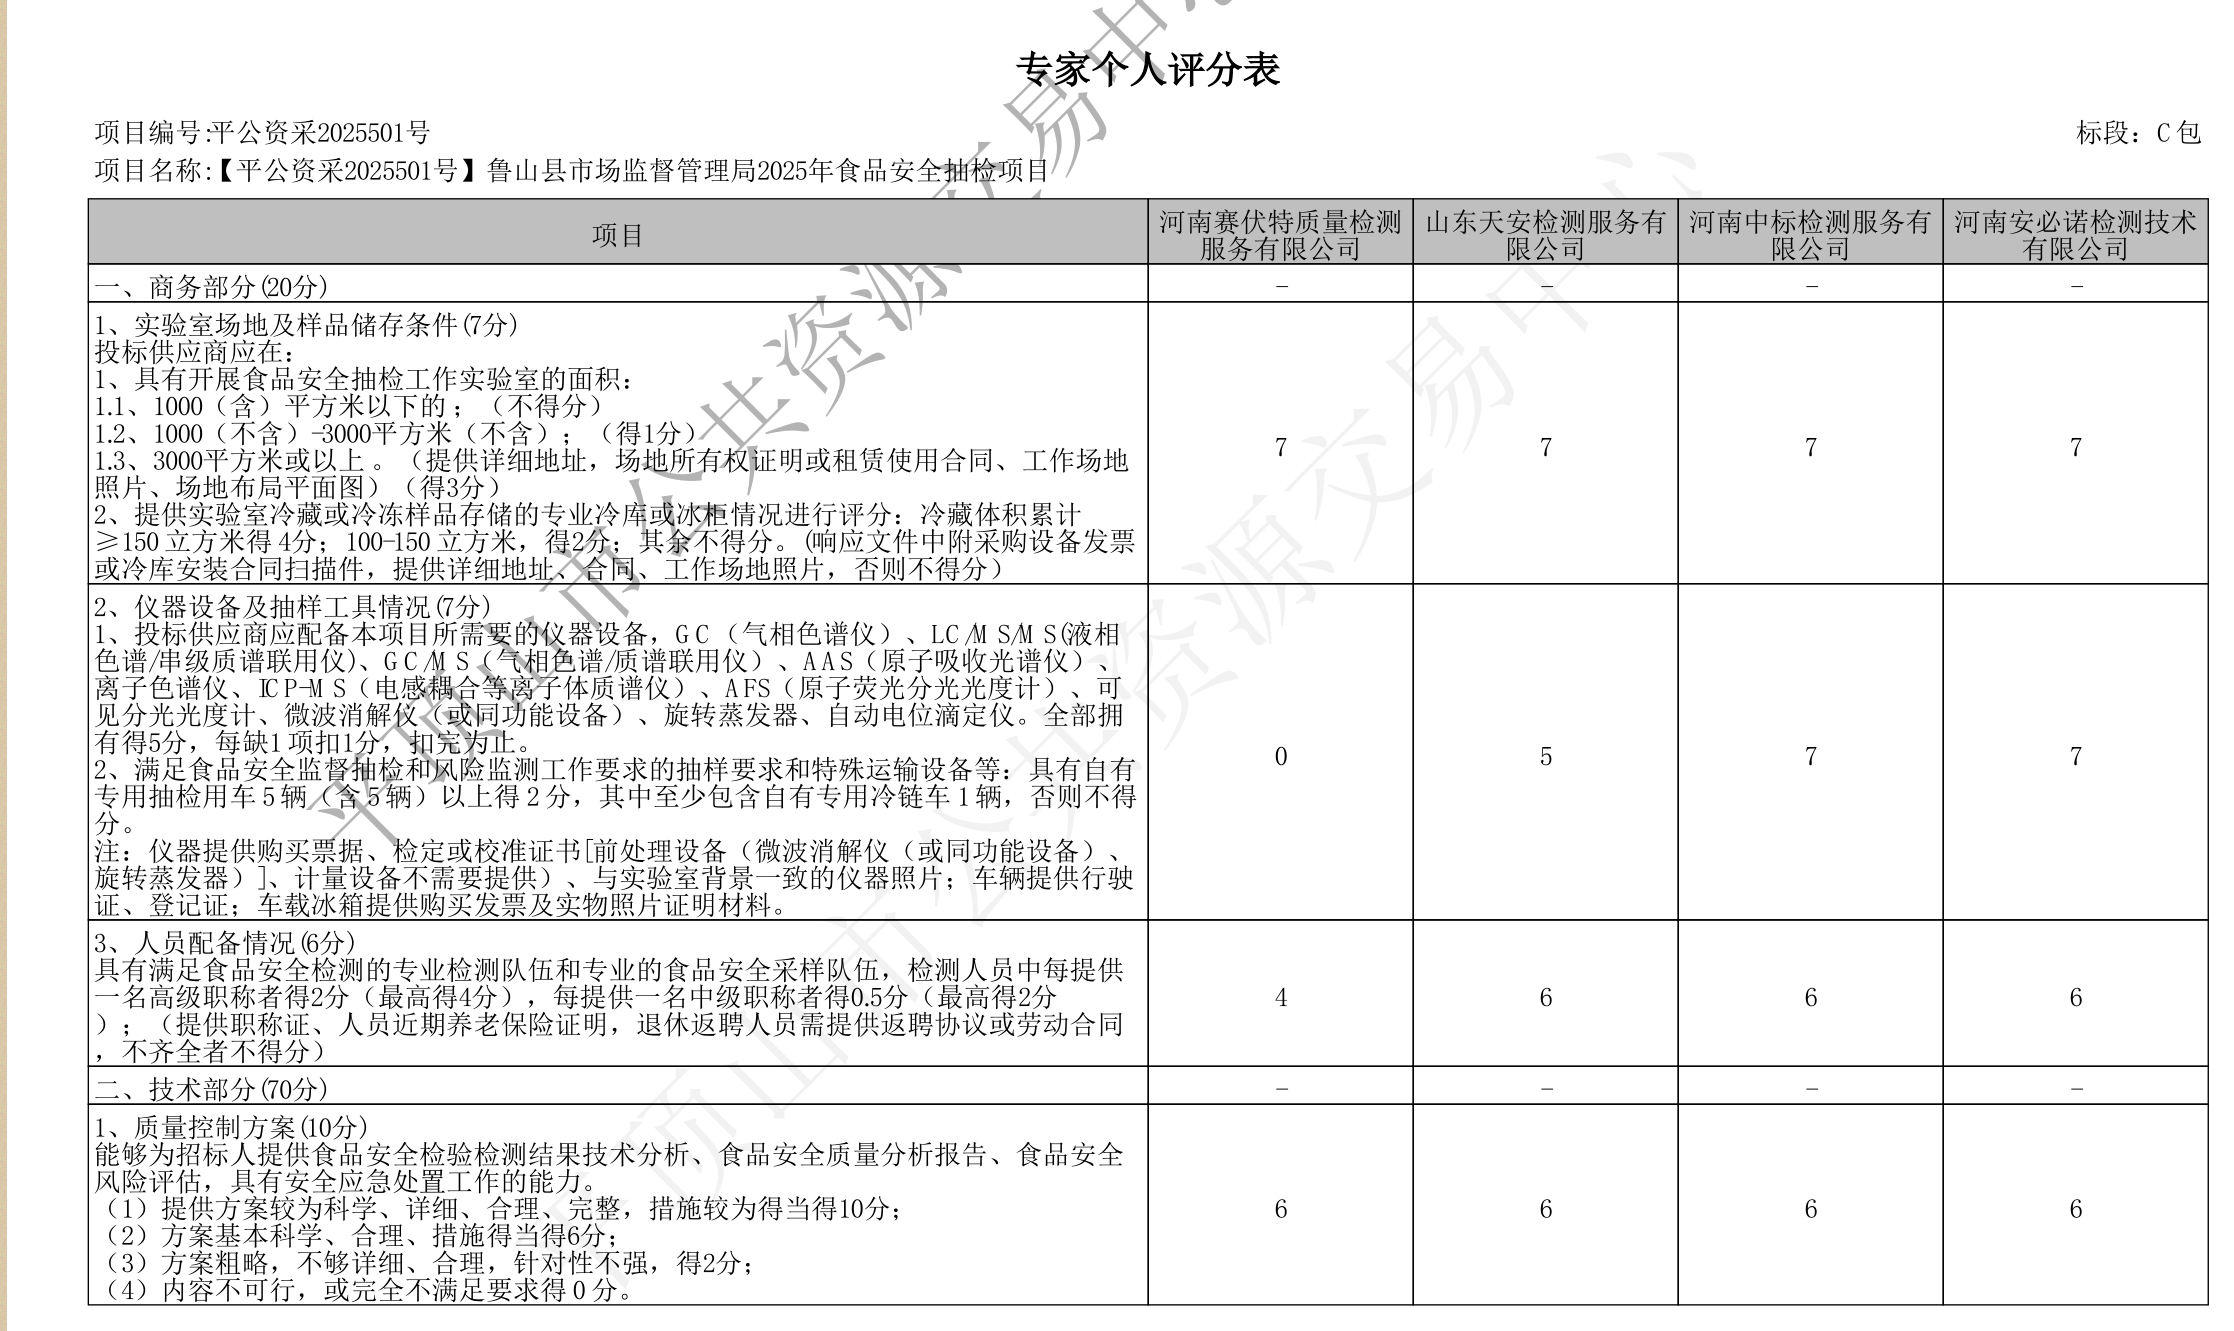 专家个人评分表
项目编号:平公资采2025501号
标段：C包
项目名称:【平公资采2025501号】鲁山县市场监督管理局2025年食品安全抽检项目
项目
河南赛伏特质量检测
服务有限公司
山东天安检测服务有
限公司
河南中标检测服务有
限公司
河南安必诺检测技术
有限公司
一、商务部分(20分)
－
－
－
－
1、实验室场地及样品储存条件(7分)
投标供应商应在：
1、具有开展食品安全抽检工作实验室的面积：
1.1、1000（含）平方米以下的；（不得分）
1.2、1000（不含）-3000平方米（不含）；（得1分）
1.3、3000平方米或以上 。（提供详细地址，场地所有权证明或租赁使用合同、工作场地
照片、场地布局平面图）（得3分）
2、提供实验室冷藏或冷冻样品存储的专业冷库或冰柜情况进行评分：冷藏体积累计
≥150 立方米得 4分；100-150 立方米，得2分；其余不得分。(响应文件中附采购设备发票
或冷库安装合同扫描件，提供详细地址、合同、工作场地照片，否则不得分）
7
7
7
7
2、仪器设备及抽样工具情况(7分)
1、投标供应商应配备本项目所需要的仪器设备，GC（气相色谱仪）、LC/MS/MS(液相
色谱/串级质谱联用仪)、GC/MS（气相色谱/质谱联用仪）、AAS（原子吸收光谱仪）、
离子色谱仪、ICP-MS（电感耦合等离子体质谱仪）、AFS（原子荧光分光光度计）、可
见分光光度计、微波消解仪（或同功能设备）、旋转蒸发器、自动电位滴定仪。全部拥
有得5分，每缺1 项扣1分，扣完为止。
2、满足食品安全监督抽检和风险监测工作要求的抽样要求和特殊运输设备等：具有自有
专用抽检用车 5 辆（含 5 辆）以上得 2 分，其中至少包含自有专用冷链车 1 辆，否则不得
分。
注：仪器提供购买票据、检定或校准证书[前处理设备（微波消解仪（或同功能设备）、
旋转蒸发器）]、计量设备不需要提供）、与实验室背景一致的仪器照片；车辆提供行驶
证、登记证；车载冰箱提供购买发票及实物照片证明材料。
0
5
7
7
3、人员配备情况(6分)
具有满足食品安全检测的专业检测队伍和专业的食品安全采样队伍，检测人员中每提供
一名高级职称者得2分（最高得4分），每提供一名中级职称者得0.5分（最高得2分
）；（提供职称证、人员近期养老保险证明，退休返聘人员需提供返聘协议或劳动合同
，不齐全者不得分）
4
6
6
6
二、技术部分(70分)
－
－
－
－
1、质量控制方案(10分)
能够为招标人提供食品安全检验检测结果技术分析、食品安全质量分析报告、食品安全
风险评估，具有安全应急处置工作的能力。
（1）提供方案较为科学、详细、合理、完整，措施较为得当得10分；
（2）方案基本科学、合理、措施得当得6分；
（3）方案粗略，不够详细、合理，针对性不强，得2分；
（4）内容不可行，或完全不满足要求得 0 分。
6
6
6
6
平顶山市公共资源交易中心
平顶山市公共资源交易中心